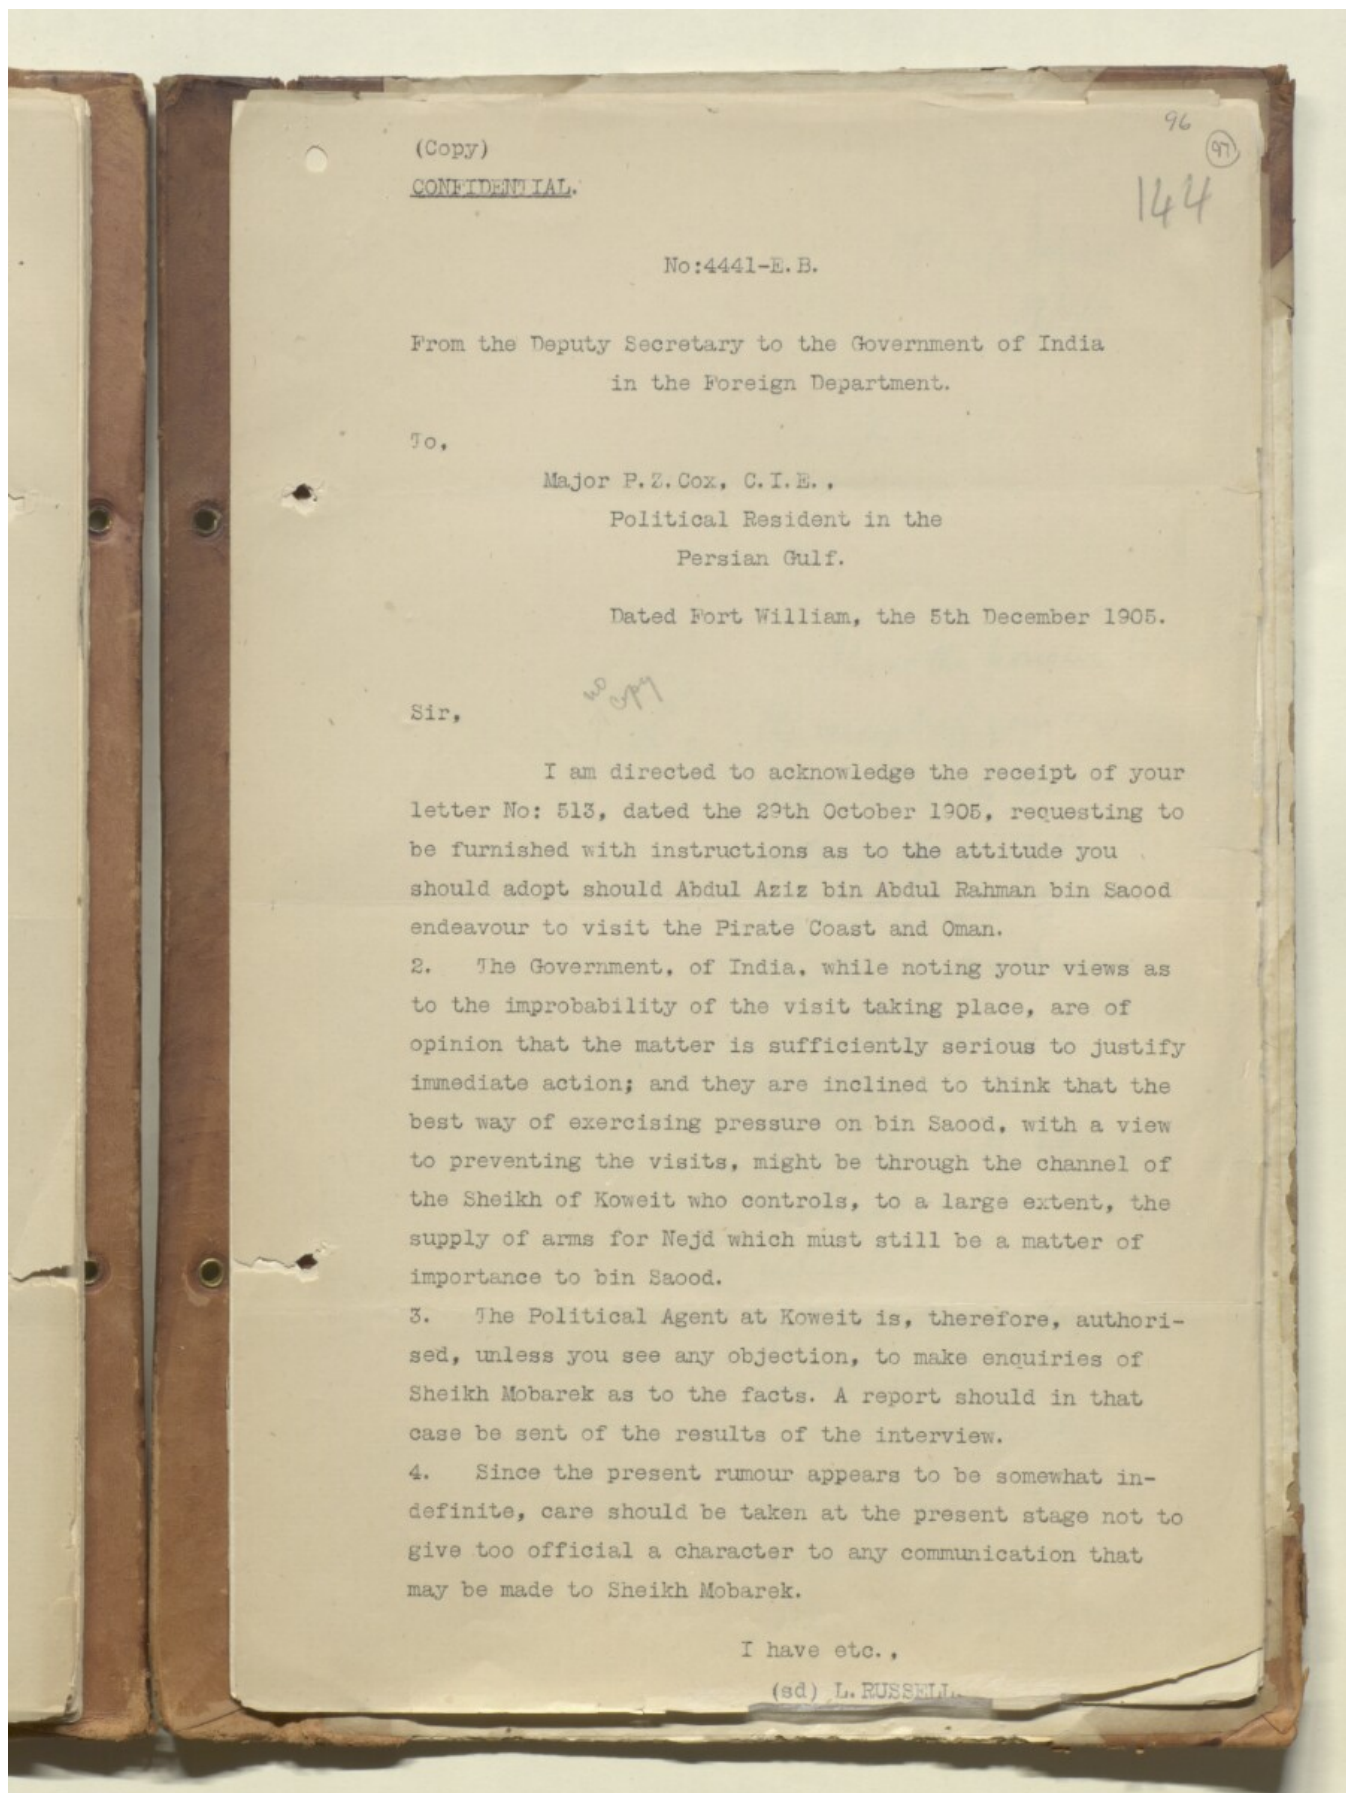 96
97
(Copy)
144
CONFIDENTIAL.
No:4441-E.B.
From the Deputy Secretary to the Government of India
in the Foreign Department.
To,
Major P.Z.Cox, C.I.E.,
Political Resident in the
Persian Gulf.
Dated Fort William, the 5th December 1905.
no
copy
Sir,
I am directed to acknowledge the receipt of your
letter No: 513, dated the 29th October 1905, requesting to
be furnished with instructions as to the attitude you
should adopt should Abdul Aziz bin Abdul Rahman bin Saood
endeavour to visit the Pirate Coast and Oman.
2. The Government. of India, while noting your views as
to the improbability of the visit taking place, are of
opinion that the matter is sufficiently serious to justify
immediate action; and they are inclined to think that the
best way of exercising pressure on bin Saood, with a view
to preventing the visits, might be through the channel of
the Sheikh of Koweit who controls, to a large extent, the
supply of arms for Nejd which must still be a matter of
importance to bin Saood.
3. The Political Agent at Koweit is, therefore, authori-
sed, unless you see any objection, to make enquiries of
Sheikh Mobarek as to the facts. A report should in that
case be sent of the results of the interview.
4. Since the present rumour appears to be somewhat in-
definite, care should be taken at the present stage not to
give too official a character to any communication that
may be made to Sheikh Mobarek.
I have etc.,
(sd) L.RUSSELL.